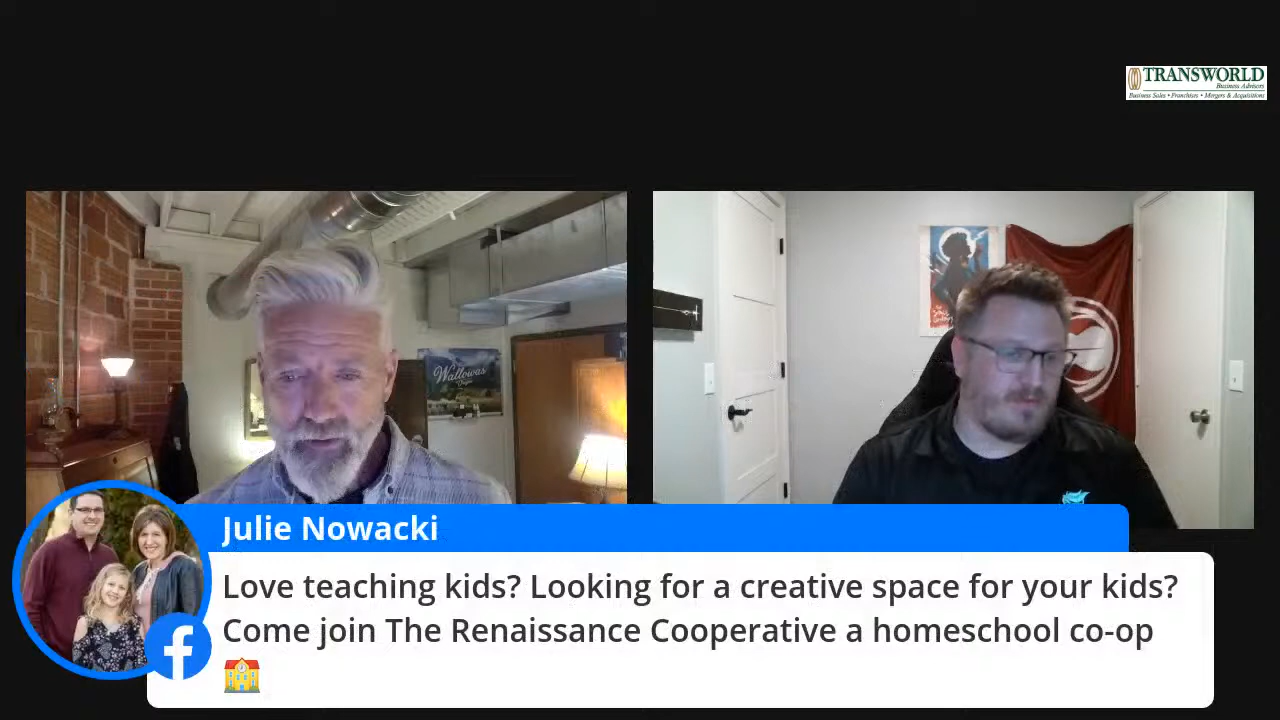 TRANSWORLD
Business Advisors
Business Sales • Franchises • Mergers & Acquisitions
Wallowas
Julie Nowacki
Love teaching kids? Looking for a creative space for your kids?
Come join The Renaissance Cooperative a homeschool co-op
🏫